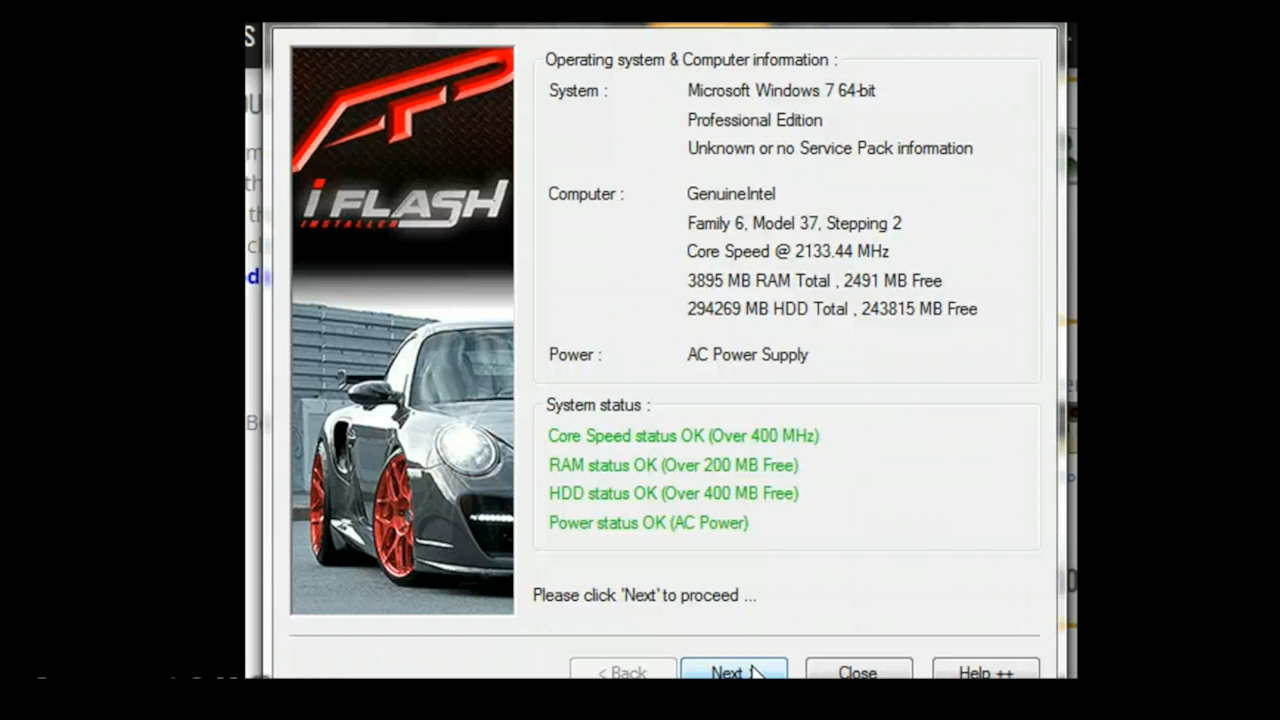 iFLASH
INSTALLER
Operating system & Computer information :
System :
Microsoft Windows 7 64-bit
Professional Edition
Unknown or no Service Pack information
Computer :
GenuineIntel
Family 6, Model 37, Stepping 2
Core Speed @ 2133.44 MHz
3895 MB RAM Total , 2491 MB Free
294269 MB HDD Total , 243815 MB Free
Power :
AC Power Supply
System status :
Core Speed status OK (Over 400 MHz)
RAM status OK (Over 200 MB Free)
HDD status OK (Over 400 MB Free)
Power status OK (AC Power)
Please click 'Next' to proceed ...
< Back
Next
Close
Help ++